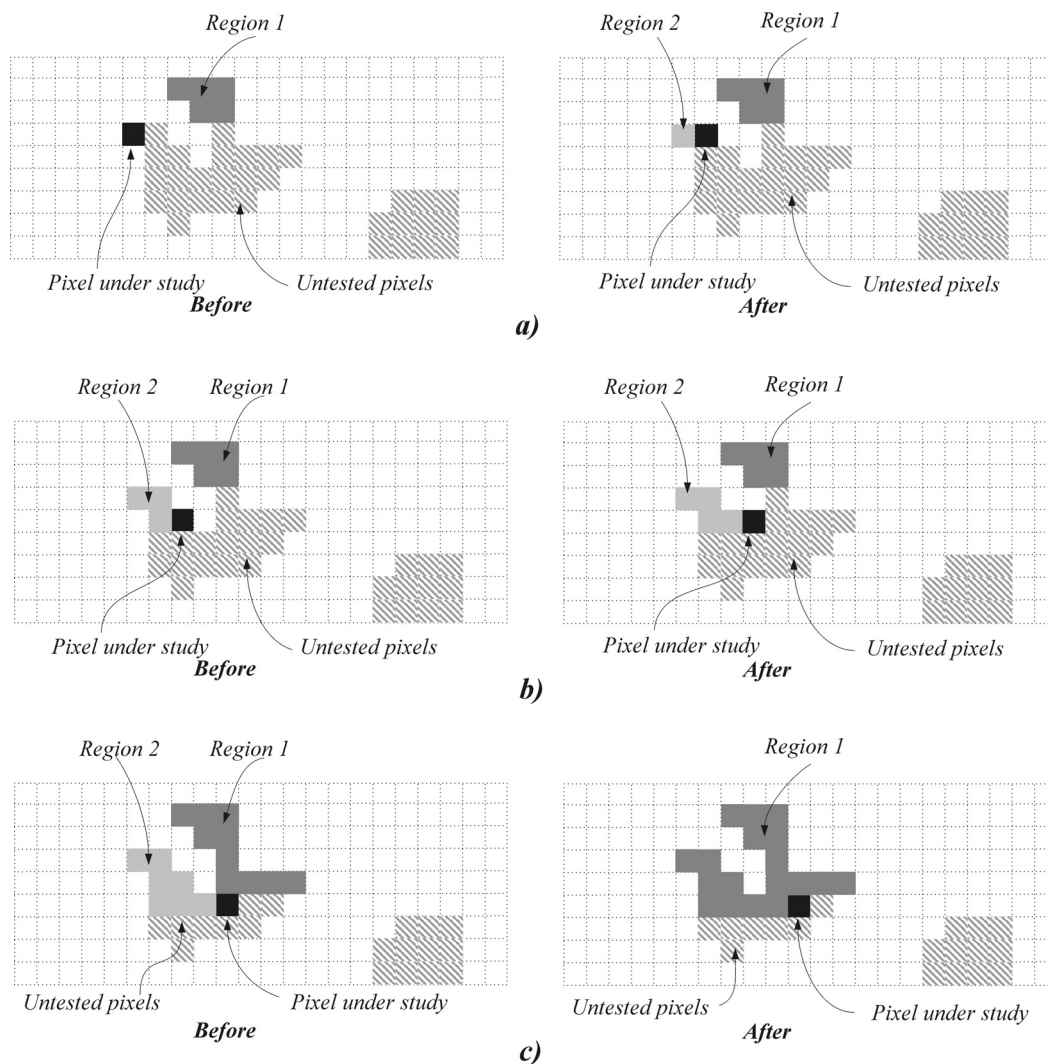 Region 1
Region 2
Region 1
Pixel under study
Untested pixels
Before
Pixel under study
Untested pixels
After
a)
Region 2
Region 1
Region 2
Region 1
Pixel under study
Untested pixels
Before
Pixel under study
Untested pixels
After
b)
Region 2
Region 1
Region 1
Untested pixels
Pixel under study
Before
Untested pixels
Pixel under study
After
c)